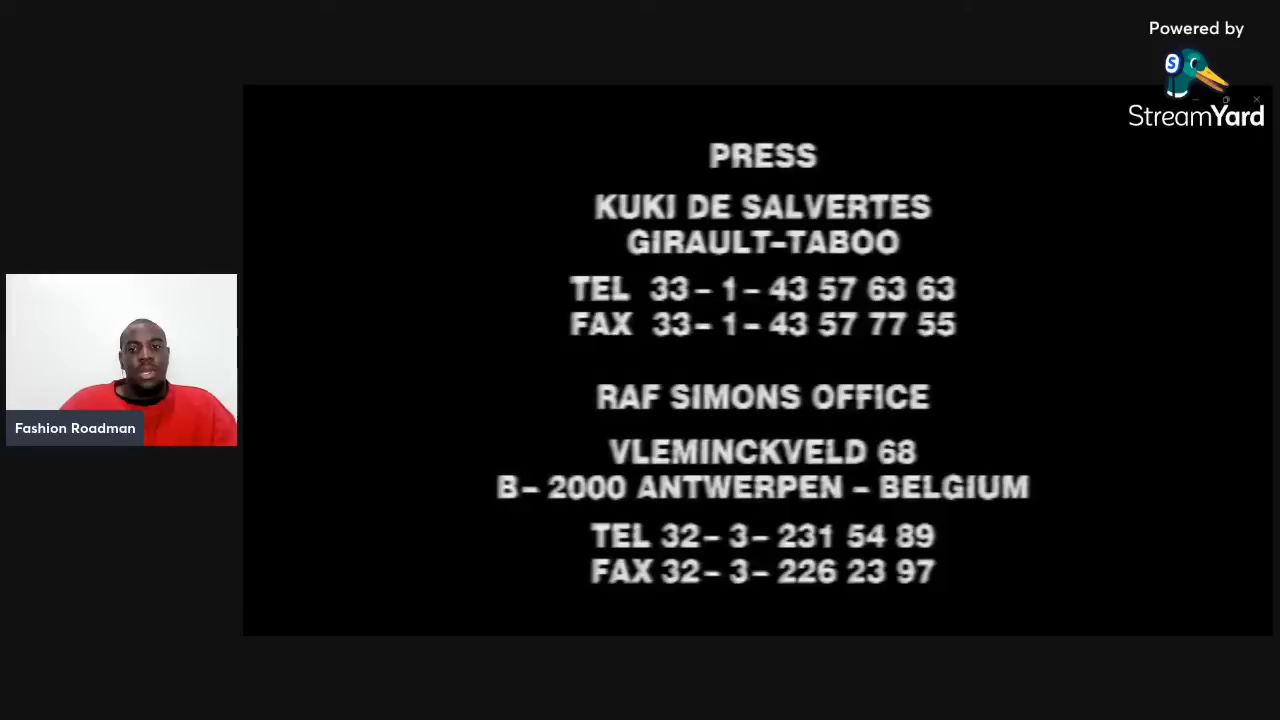 Powered by
S
StreamYard
PRESS
KUKI DE SALVERTES
GIRAULT-TABOO
TEL 33- 1- 43 57 63 63
FAX 33- 1- 43 57 77 55
RAF SIMONS OFFICE
VLEMINCKVELD 68
B- 2000 ANTWERPEN - BELGIUM
TEL 32- 3- 231 54 89
FAX 32- 3- 226 23 97
Fashion Roadman